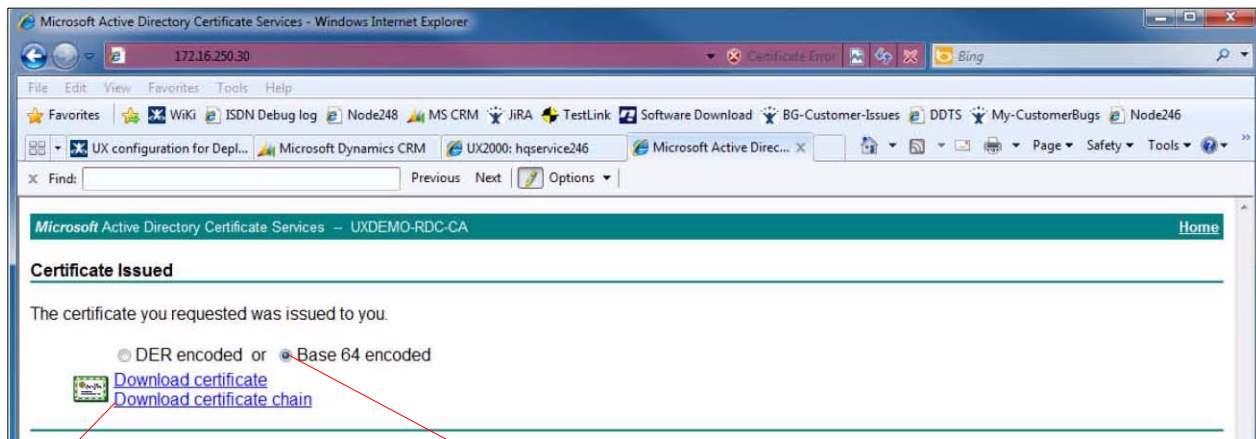 Microsoft Active Directory Certificate Services - Windows Internet Explorer
172.16.250.30 Certificate Error Bing
File Edit View Favorites Tools Help
Favorites WiKi ISDN Debug log Node248 MS CRM JiRA TestLink Software Download BG-Customer-Issues DDTS My-CustomerBugs Node246
UX configuration for Depl... Microsoft Dynamics CRM UX2000: hqservice246 Microsoft Active Direc... X Page Safety Tools »
x Find: Previous Next Options
Microsoft Active Directory Certificate Services -- UXDEMO-RDC-CA Home
Certificate Issued
The certificate you requested was issued to you.
DER encoded or Base 64 encoded
Download certificate
Download certificate chain